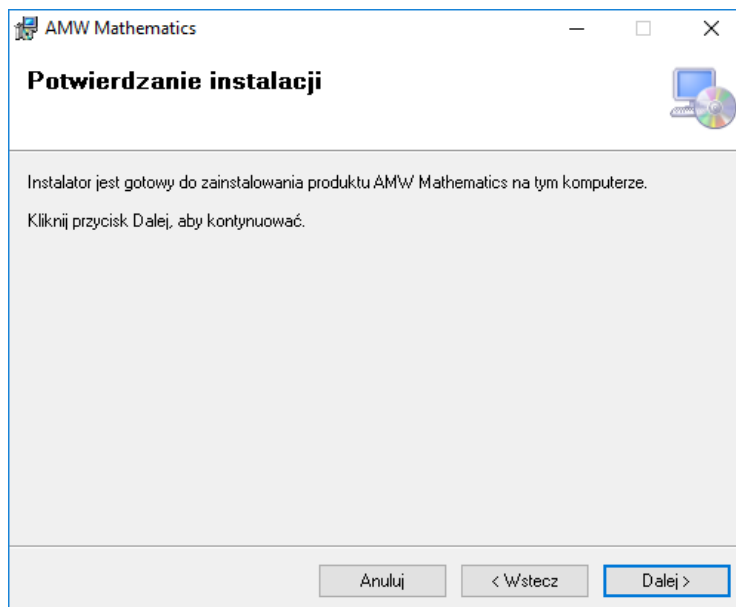 AMW Mathematics
Potwierdzanie instalacji
Instalator jest gotowy do zainstalowania produktu AMW Mathematics na tym komputerze.
Kliknij przycisk Dalej, aby kontynuować.
Anuluj
< Wstecz
Dalej >